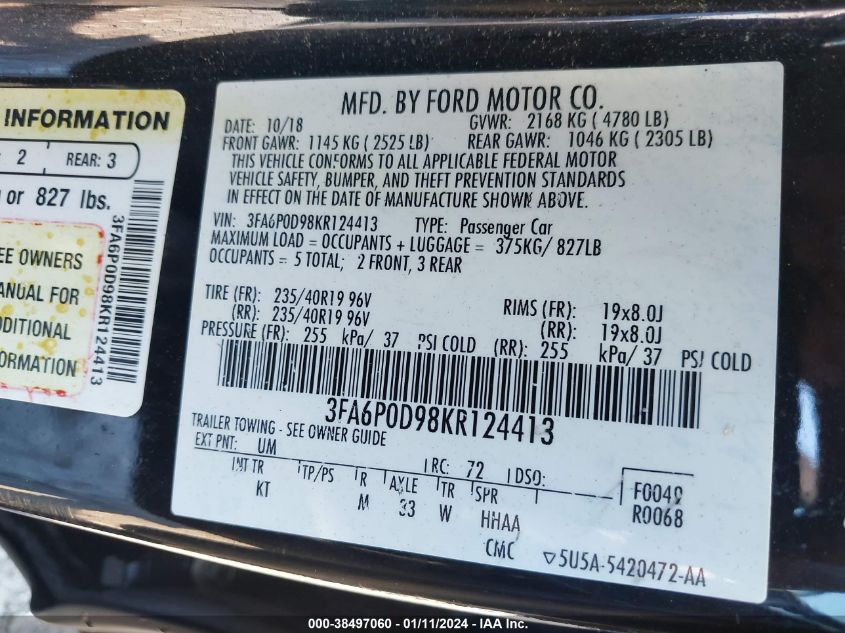 INFORMATION
2 REAR: 3
or 827 lbs.
EE OWNERS
ANUAL FOR
DDITIONAL
FORMATION
3FA6P0D98KR124413
MFD. BY FORD MOTOR CO.
DATE: 10/18 GVWR: 2168 KG ( 4780 LB)
FRONT GAWR: 1145 KG ( 2525 LB) REAR GAWR: 1046 KG ( 2305 LB)
THIS VEHICLE CONFORMS TO ALL APPLICABLE FEDERAL MOTOR
VEHICLE SAFETY, BUMPER, AND THEFT PREVENTION STANDARDS
IN EFFECT ON THE DATE OF MANUFACTURE SHOWN ABOVE.
VIN: 3FA6P0D98KR124413 TYPE: Passenger Car
MAXIMUM LOAD = OCCUPANTS + LUGGAGE = 375KG/ 827LB
OCCUPANTS = 5 TOTAL; 2 FRONT, 3 REAR
TIRE (FR): 235/40R19 96V RIMS (FR): 19x8.0J
(RR): 235/40R19 96V (RR): 19x8.0J
PRESSURE (FR): 255 kPa/ 37 PSI COLD (RR): 255 kPa/ 37 PSI COLD
3FA6P0D98KR124413
TRAILER TOWING - SEE OWNER GUIDE
EXT PNT: UM RC: 72 DSO: F0049
INT TR TP/PS R AXLE TR SPR R0068
KT M 33 W HHAA
CMC ▽5U5A-5420472-AA
000-38497060 - 01/11/2024 - IAAI.COM